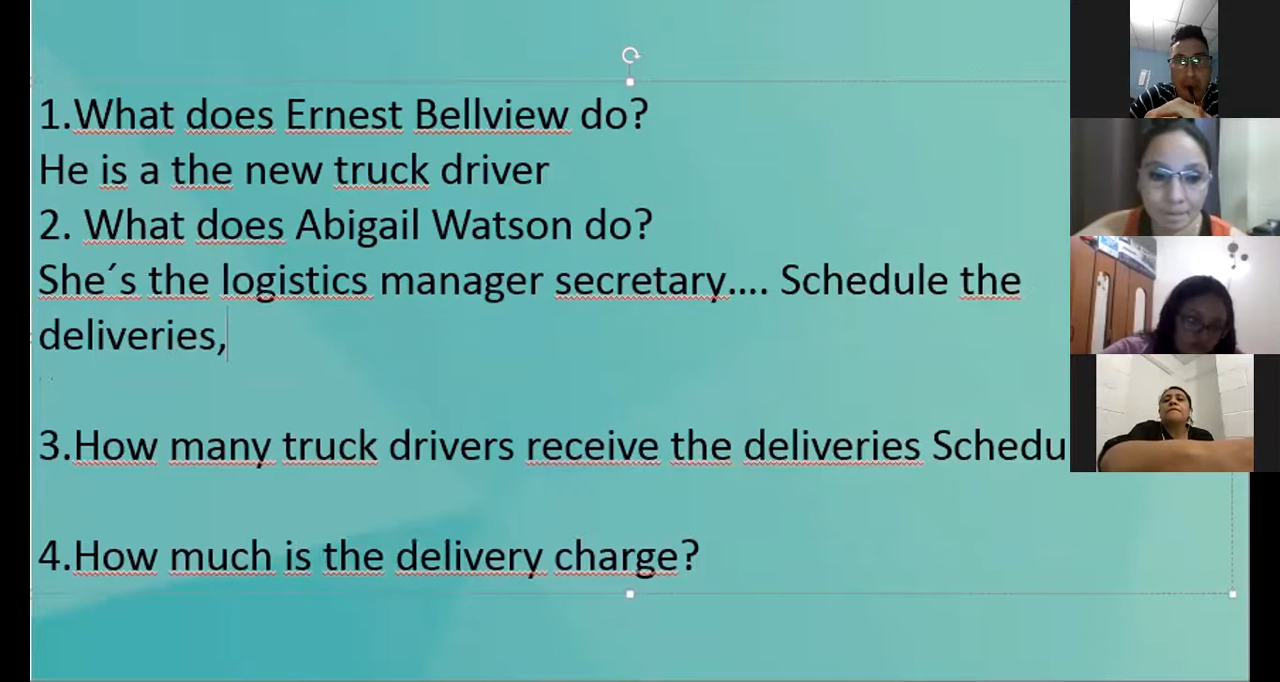 1.What does Ernest Bellview do?
He is a the new truck driver
2. What does Abigail Watson do?
She´s the logistics manager secretary.... Schedule the
deliveries,
3.How many truck drivers receive the deliveries Schedu
4.How much is the delivery charge?